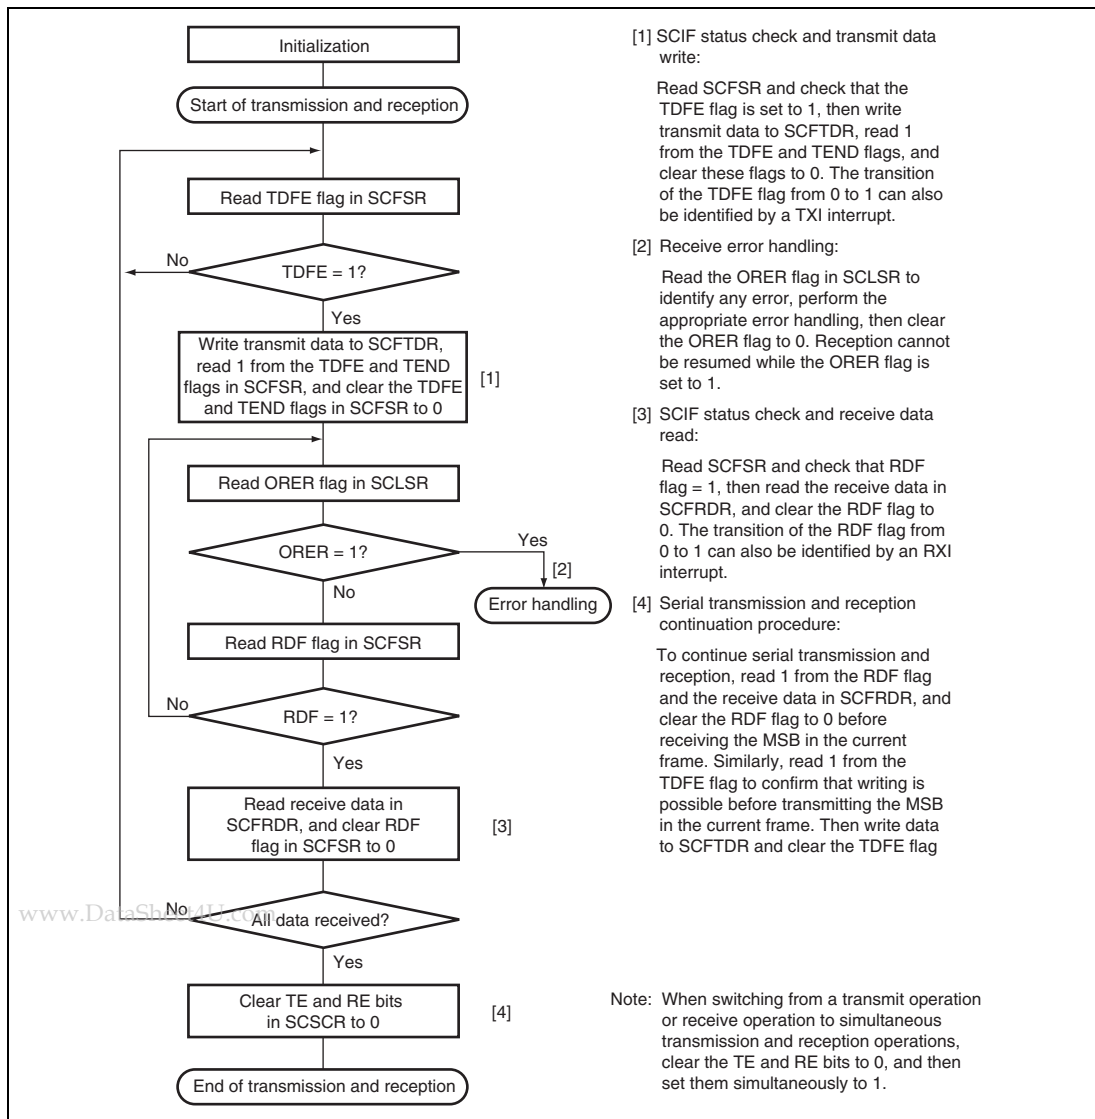 Initialization
Start of transmission and reception
Read TDFE flag in SCFSR
No
TDFE = 1?
Yes
Write transmit data to SCFTDR,
read 1 from the TDFE and TEND
flags in SCFSR, and clear the TDFE
and TEND flags in SCFSR to 0
[1]
Read ORER flag in SCLSR
ORER = 1?
Yes
[2]
No
Error handling
Read RDF flag in SCFSR
No
RDF = 1?
Yes
Read receive data in
SCFRDR, and clear RDF
flag in SCFSR to 0
[3]
www.DataSheet4U.com
No
All data received?
Yes
Clear TE and RE bits
in SCSCR to 0
[4]
End of transmission and reception
[1] SCIF status check and transmit data
write:
Read SCFSR and check that the
TDFE flag is set to 1, then write
transmit data to SCFTDR, read 1
from the TDFE and TEND flags, and
clear these flags to 0. The transition
of the TDFE flag from 0 to 1 can also
be identified by a TXI interrupt.
[2] Receive error handling:
Read the ORER flag in SCLSR to
identify any error, perform the
appropriate error handling, then clear
the ORER flag to 0. Reception cannot
be resumed while the ORER flag is
set to 1.
[3] SCIF status check and receive data
read:
Read SCFSR and check that RDF
flag = 1, then read the receive data in
SCFRDR, and clear the RDF flag to
0. The transition of the RDF flag from
0 to 1 can also be identified by an RXI
interrupt.
[4] Serial transmission and reception
continuation procedure:
To continue serial transmission and
reception, read 1 from the RDF flag
and the receive data in SCFRDR, and
clear the RDF flag to 0 before
receiving the MSB in the current
frame. Similarly, read 1 from the
TDFE flag to confirm that writing is
possible before transmitting the MSB
in the current frame. Then write data
to SCFTDR and clear the TDFE flag
Note: When switching from a transmit operation
or receive operation to simultaneous
transmission and reception operations,
clear the TE and RE bits to 0, and then
set them simultaneously to 1.